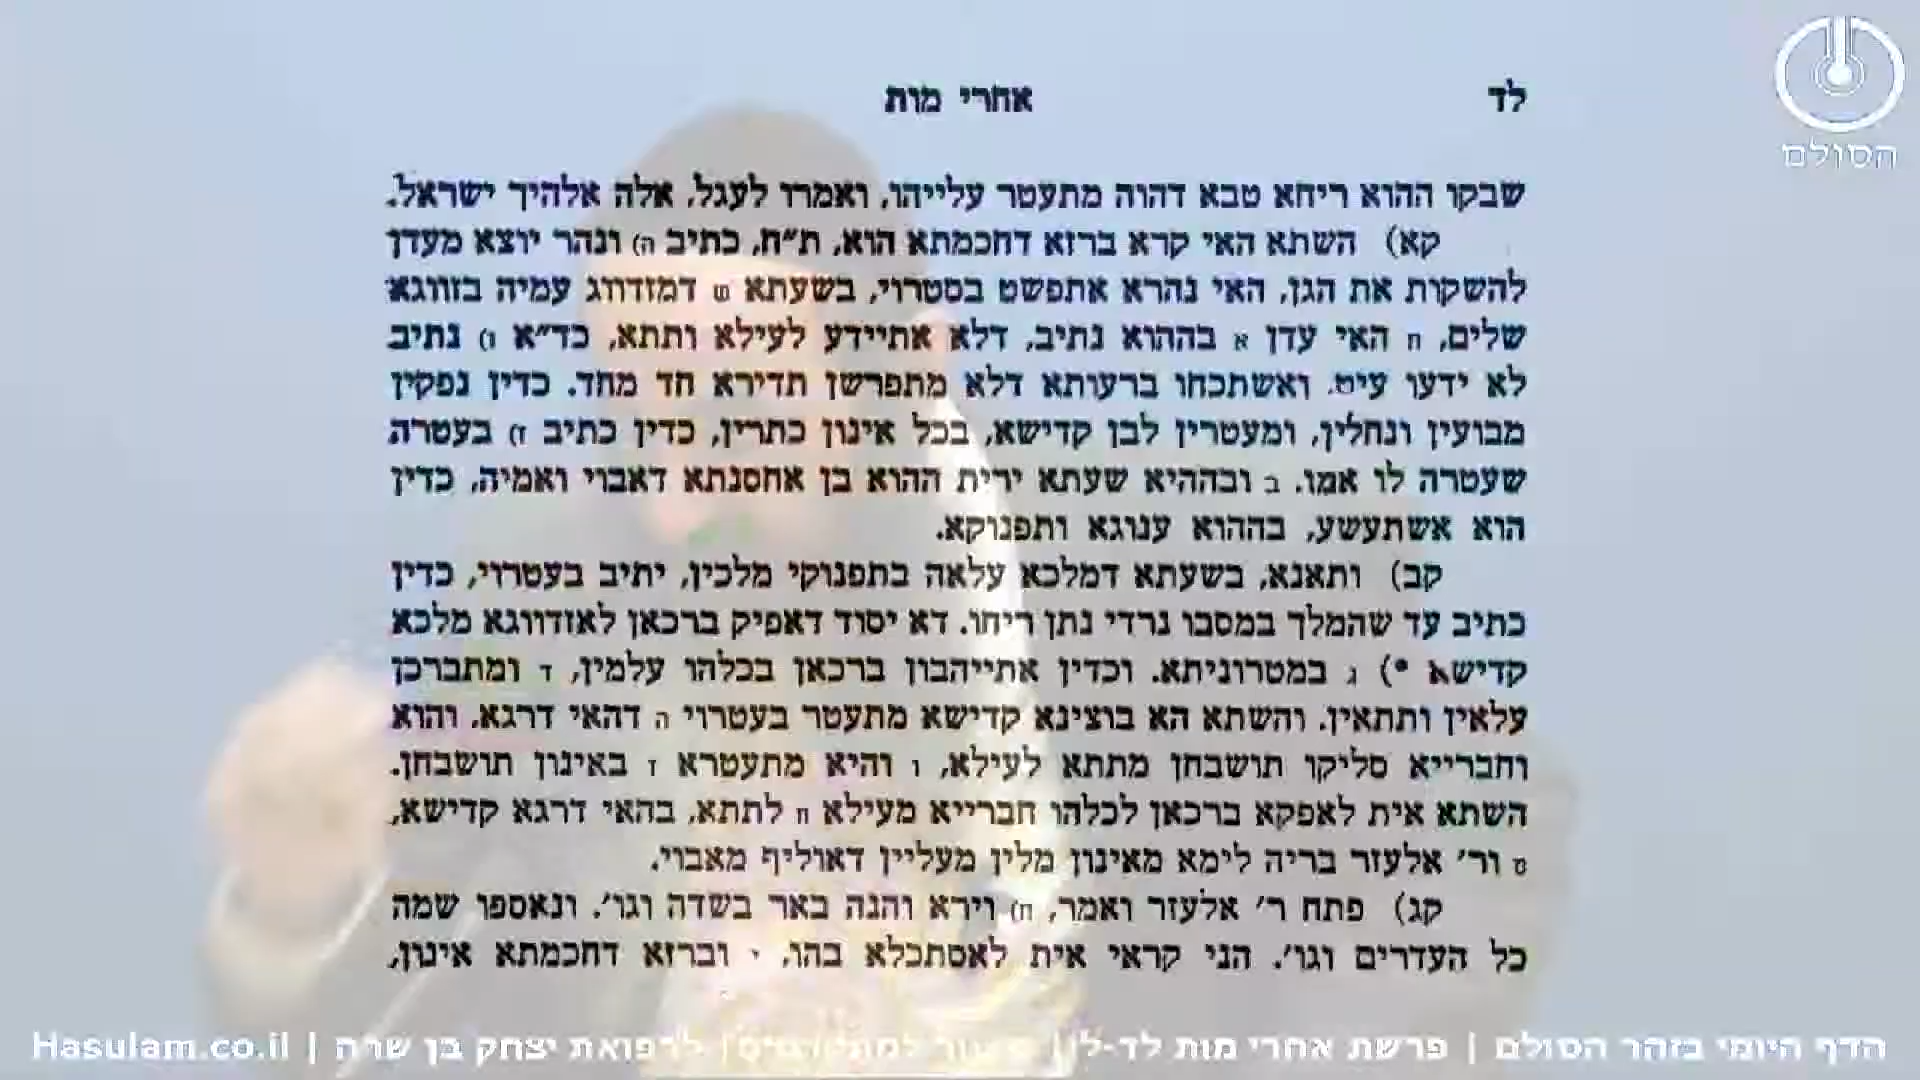 לד
אחרי מות
הסולם
שבקו ההוא ריחא טבא דהוה מתעטר עלייהו, ואמרו לעגל, אלה אלהיך ישראל.
קא) השתא האי קרא ברזא דחכמתא הוא, ת״ח, כתיב ה) ונהר יוצא מעדן
להשקות את הגן, האי נהרא אתפשט בסטרוי, בשעתא ש דמזדווג עמיה בזווגא
שלים, ת האי עדן א בההוא נתיב, דלא אתיידע לעילא ותתא, כד״א ו) נתיב
לא ידעו עיט. ואשתכחו ברעותא דלא מתפרשן תדירא חד מחד. כדין נפקין
מבועין ונחלין, ומעטרין לבן קדישא, בכל אינון כתרין, כדין כתיב ז) בעטרה
שעטרה לו אמו. ב ובההיא שעתא ירית ההוא בן אחסנתא דאבוי ואמיה, כדין
הוא אשתעשע, בההוא ענוגא ותפנוקא.
קב) ותאנא, בשעתא דמלכא עלאה בתפנוקי מלכין, יתיב בעטרוי, כדין
כתיב עד שהמלך במסבו נרדי נתן ריחו. דא יסוד דאפיק ברכאן לאזדווגא מלכא
קדישא *) ג במטרוניתא. וכדין אתייהבון ברכאן בכלהו עלמין, ד ומתברכן
עלאין ותתאין. והשתא הא בוצינא קדישא מתעטר בעטרוי ה דהאי דרגא, והוא
וחברייא סליקו תושבחן מתתא לעילא, ו והיא מתעטרא ז באינון תושבחן.
השתא אית לאפקא ברכאן לכלהו חברייא מעילא ח לתתא, בהאי דרגא קדישא,
ט ור׳ אלעזר בריה לימא מאינון מלין מעליין דאוליף מאבוי.
קג) פתח ר׳ אלעזר ואמר, ח) וירא והנה באר בשדה וגו׳. ונאספו שמה
כל העדרים וגו׳. הני קראי אית לאסתכלא בהו, י וברזא דחכמתא אינון,
הדף היומי בזהר הסולם | פרשת אחרי מות לד-לו | לרפואת יצחק בן שרה | Hasulam.co.il